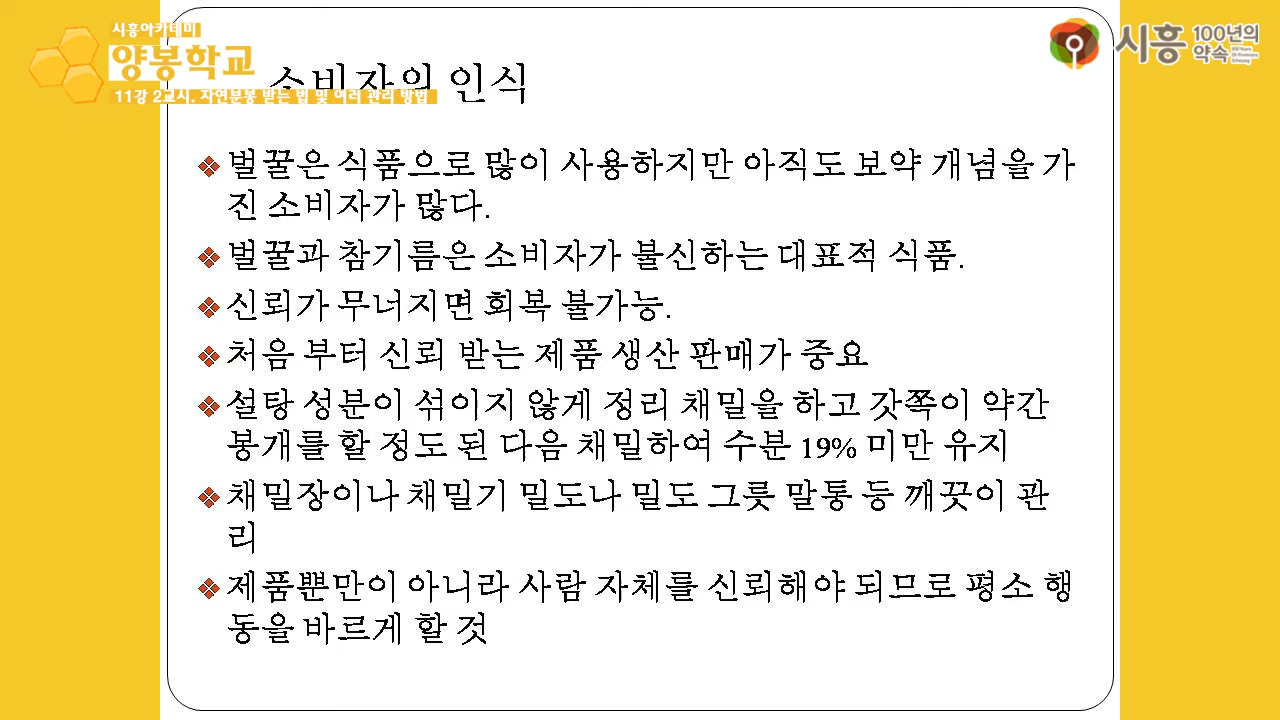 시흥아카데미
양봉학교
11강 2교시. 자연분봉 받는 법 및 여러 관리 방법
시흥 100년의
약속
소비자의 인식
벌꿀은 식품으로 많이 사용하지만 아직도 보약 개념을 가
진 소비자가 많다.
벌꿀과 참기름은 소비자가 불신하는 대표적 식품.
신뢰가 무너지면 회복 불가능.
처음 부터 신뢰 받는 제품 생산 판매가 중요
설탕 성분이 섞이지 않게 정리 채밀을 하고 갓쪽이 약간
봉개를 할 정도 된 다음 채밀하여 수분 19% 미만 유지
채밀장이나 채밀기 밀도나 밀도 그릇 말통 등 깨끗이 관
리
제품뿐만이 아니라 사람 자체를 신뢰해야 되므로 평소 행
동을 바르게 할 것